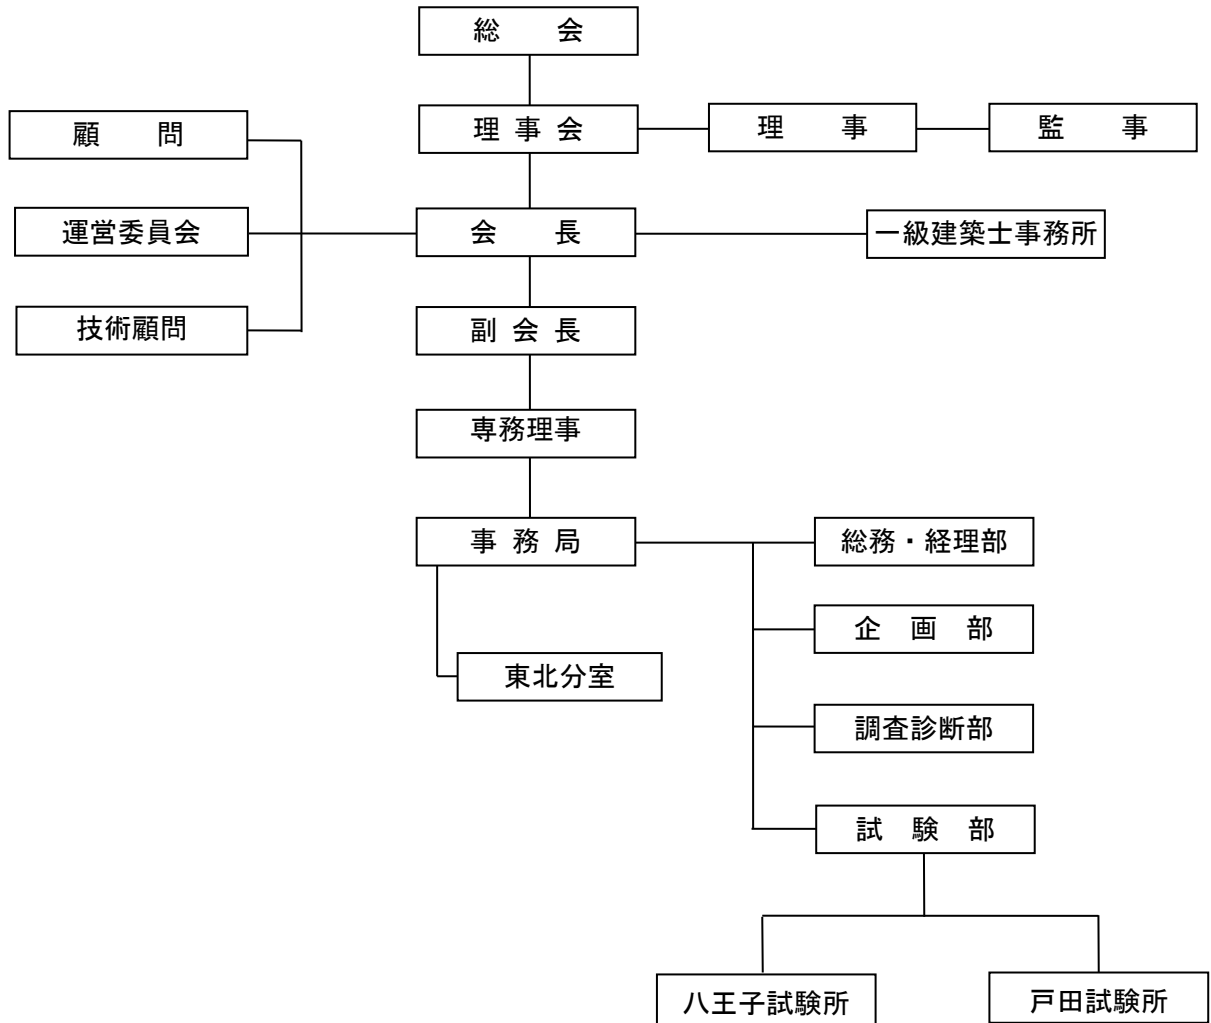 総　会
理 事 会
理　事
監　事
顧　問
運営委員会
会　長
一級建築士事務所
技術顧問
副 会 長
専務理事
事 務 局
総務・経理部
企 画 部
東北分室
調査診断部
試 験 部
八王子試験所
戸田試験所